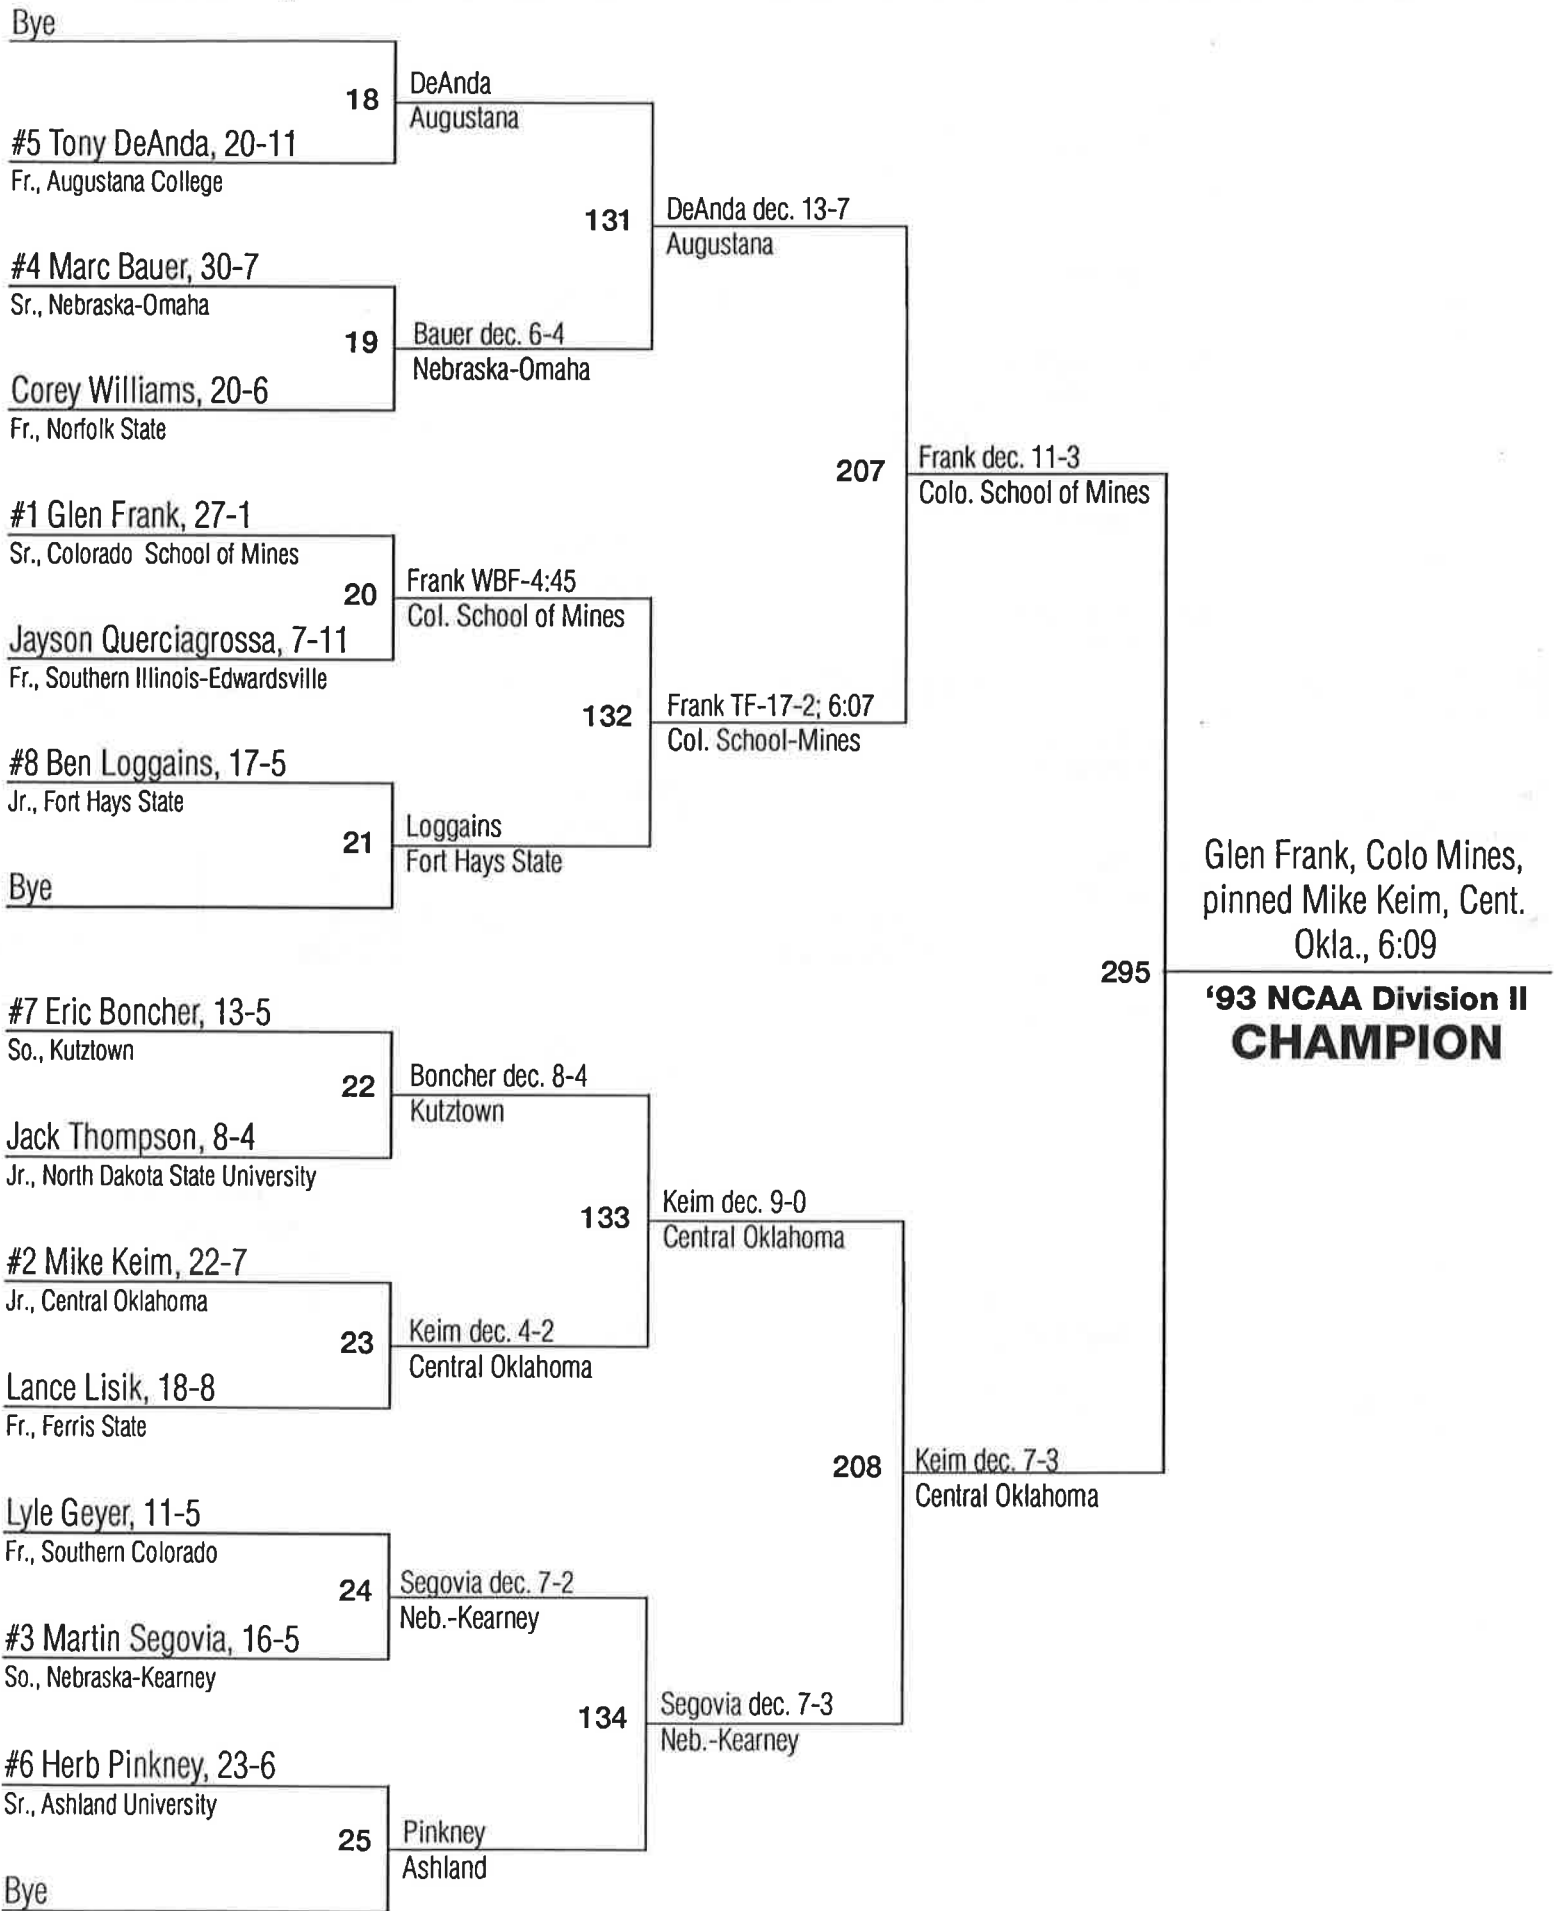 Bye
18
DeAnda
Augustana
#5 Tony DeAnda, 20-11
Fr., Augustana College
131
DeAnda dec. 13-7
Augustana
#4 Marc Bauer, 30-7
Sr., Nebraska-Omaha
19
Bauer dec. 6-4
Nebraska-Omaha
Corey Williams, 20-6
Fr., Norfolk State
207
Frank dec. 11-3
Colo. School of Mines
#1 Glen Frank, 27-1
Sr., Colorado School of Mines
20
Frank WBF-4:45
Col. School of Mines
Jayson Querciagrossa, 7-11
Fr., Southern Illinois-Edwardsville
132
Frank TF-17-2; 6:07
Col. School-Mines
#8 Ben Loggains, 17-5
Jr., Fort Hays State
21
Loggains
Fort Hays State
Bye
295
Glen Frank, Colo Mines,
pinned Mike Keim, Cent.
Okla., 6:09
‘93 NCAA Division II
CHAMPION
#7 Eric Boncher, 13-5
So., Kutztown
22
Boncher dec. 8-4
Kutztown
Jack Thompson, 8-4
Jr., North Dakota State University
133
Keim dec. 9-0
Central Oklahoma
#2 Mike Keim, 22-7
Jr., Central Oklahoma
23
Keim dec. 4-2
Central Oklahoma
Lance Lisik, 18-8
Fr., Ferris State
208
Keim dec. 7-3
Central Oklahoma
Lyle Geyer, 11-5
Fr., Southern Colorado
24
Segovia dec. 7-2
Neb.-Kearney
#3 Martin Segovia, 16-5
So., Nebraska-Kearney
134
Segovia dec. 7-3
Neb.-Kearney
#6 Herb Pinkney, 23-6
Sr., Ashland University
25
Pinkney
Ashland
Bye